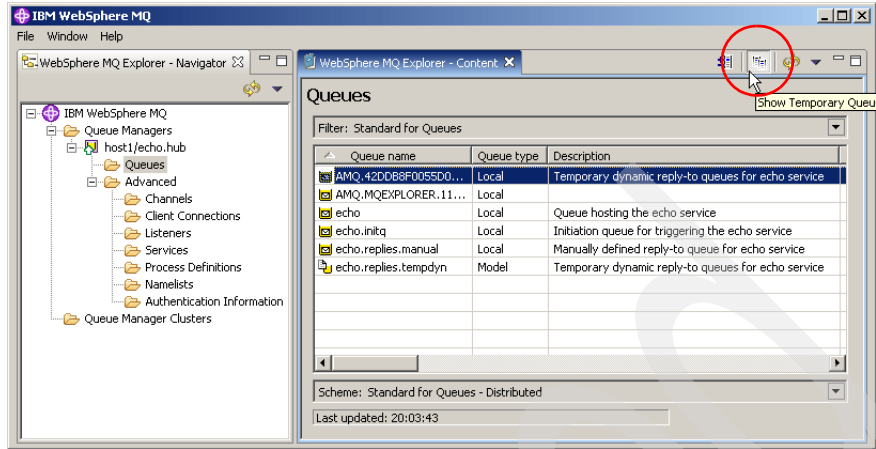 IBM WebSphere MQ
File Window Help
WebSphere MQ Explorer - Navigator
IBM WebSphere MQ
Queue Managers
host1/echo.hub
Queues
Advanced
Channels
Client Connections
Listeners
Services
Process Definitions
Namelists
Authentication Information
Queue Manager Clusters
WebSphere MQ Explorer - Content
Show Temporary Queu
Queues
Filter: Standard for Queues
Queue name Queue type Description
AMQ.42DDB8F0055D0... Local Temporary dynamic reply-to queues for echo service
AMQ.MQEXPLORER.11... Local
echo Local Queue hosting the echo service
echo.initq Local Initiation queue for triggering the echo service
echo.replies.manual Local Manually defined reply-to queue for echo service
echo.replies.tempdyn Model Temporary dynamic reply-to queues for echo service
Scheme: Standard for Queues - Distributed
Last updated: 20:03:43